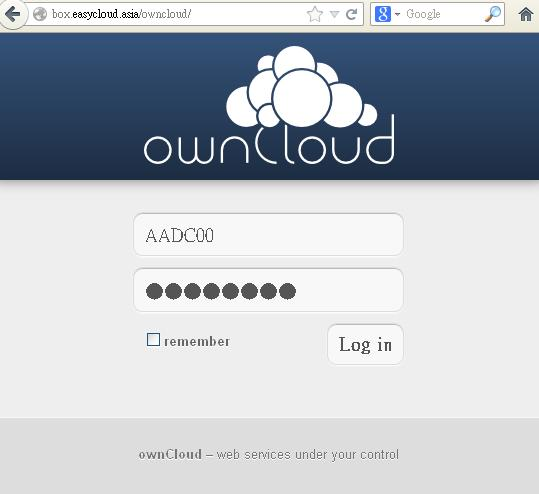 box.easycloud.asia/owncloud/
Google
ownCloud
AADC00
remember
Log in
ownCloud – web services under your control